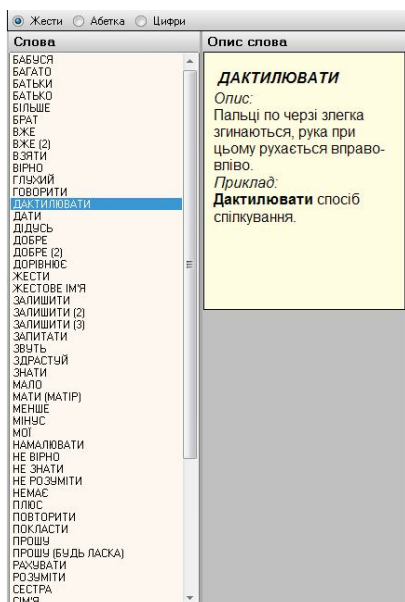 Жести Абетка Цифри
Слова
Опис слова
БАБУСЯ
БАГАТО
БАТЬКИ
БАТЬКО
БІЛЬШЕ
БРАТ
ВЖЕ
ВЖЕ (2)
ВЗЯТИ
ВІРНО
ГЛУХИЙ
ГОВОРИТИ
ДАКТИЛЮВАТИ
ДАТИ
ДІДУСЬ
ДОБРЕ
ДОБРЕ (2)
ДОРІВНЮЄ
ЖЕСТИ
ЖЕСТОВЕ ІМ'Я
ЗАЛИШИТИ
ЗАЛИШИТИ (2)
ЗАЛИШИТИ (3)
ЗАПИТАТИ
ЗВУТЬ
ЗДРАСТУЙ
ЗНАТИ
МАЛО
МАТИ (МАТІР)
МЕНШЕ
МІНУС
МОЇ
НАМАЛЮВАТИ
НЕ ВІРНО
НЕ ЗНАТИ
НЕ РОЗУМІТИ
НЕМАЄ
ПЛЮС
ПОВТОРИТИ
ПОКЛАСТИ
ПРОШУ
ПРОШУ (БУДЬ ЛАСКА)
РАХУВАТИ
РОЗУМІТИ
СЕСТРА
СІМ'Я
ДАКТИЛЮВАТИ
Опис:
Пальці по черзі злегка
згинаються, рука при
цьому рухається вправо-
вліво.
Приклад:
Дактилювати спосіб
спілкування.